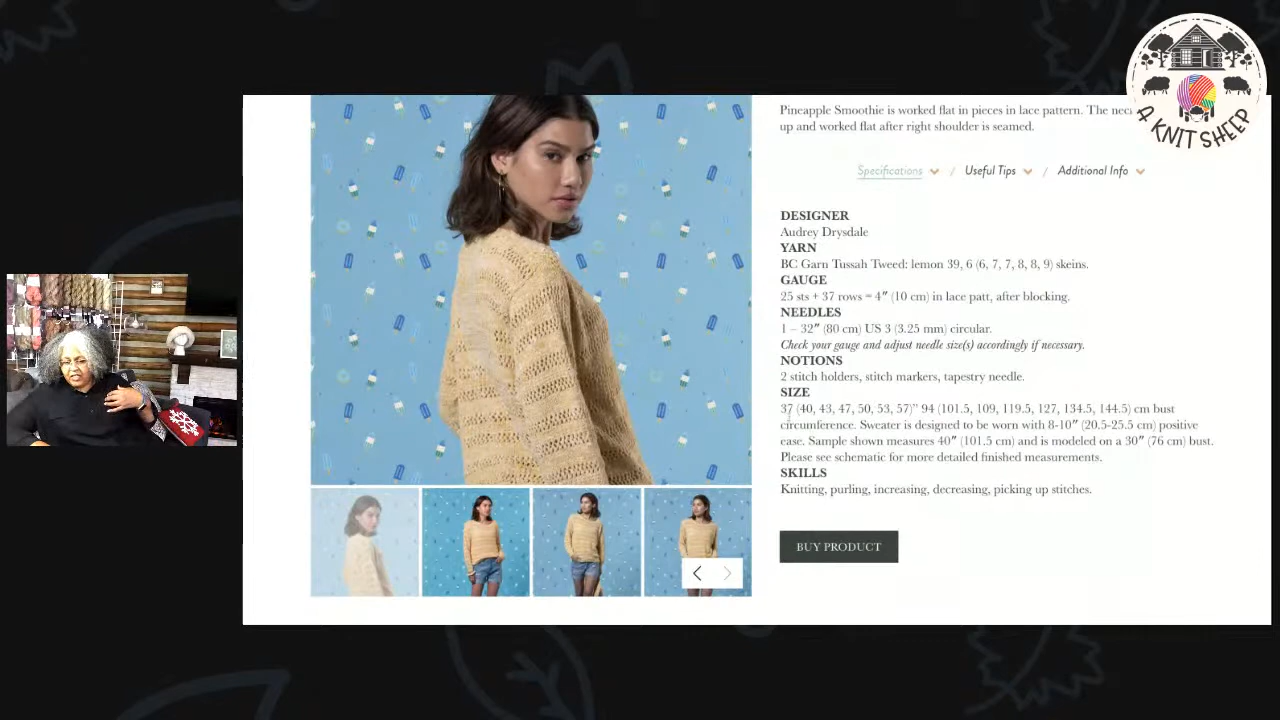 Pineapple Smoothie is worked flat in pieces in lace pattern. The
up and worked flat after right shoulder is seamed.
Specifications / Useful Tips / Additional Info
DESIGNER
Audrey Drysdale
YARN
BC Garn Tussah Tweed: lemon 39, 6 (6, 7, 7, 8, 8, 9) skeins.
GAUGE
25 sts + 37 rows = 4″ (10 cm) in lace patt, after blocking.
NEEDLES
1 – 32″ (80 cm) US 3 (3.25 mm) circular.
Check your gauge and adjust needle size(s) accordingly if necessary.
NOTIONS
2 stitch holders, stitch markers, tapestry needle.
SIZE
37 (40, 43, 47, 50, 53, 57)” 94 (101.5, 109, 119.5, 127, 134.5, 144.5) cm bust
circumference. Sweater is designed to be worn with 8-10″ (20.5-25.5 cm) positive
ease. Sample shown measures 40″ (101.5 cm) and is modeled on a 30″ (76 cm) bust.
Please see schematic for more detailed finished measurements.
SKILLS
Knitting, purling, increasing, decreasing, picking up stitches.
BUY PRODUCT
A KNIT SHEEP